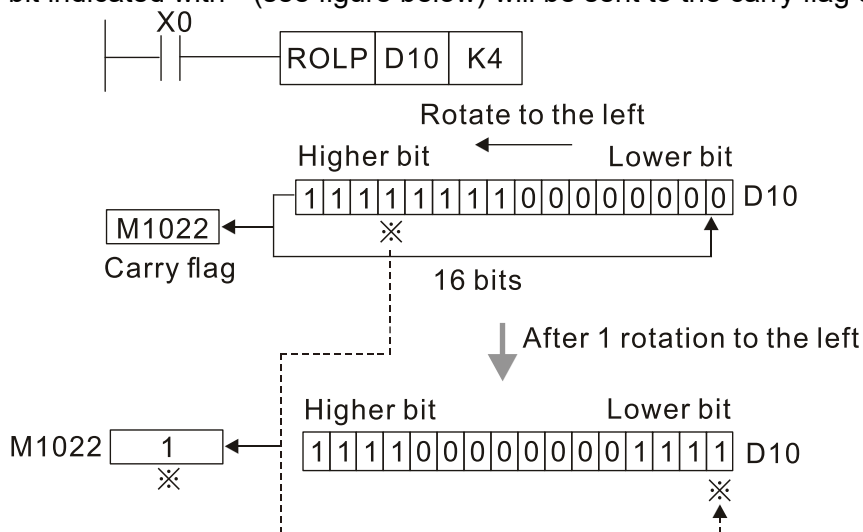 bit indicated with (see figure below) will be sent to the carry flag
X0
ROLP D10 K4
Rotate to the left
Higher bit Lower bit
1 1 1 1 1 1 1 1 0 0 0 0 0 0 0 0 D10
M1022 ※
Carry flag 16 bits
After 1 rotation to the left
Higher bit Lower bit
M1022 1 1 1 1 1 0 0 0 0 0 0 0 0 1 1 1 1 D10
※ ※